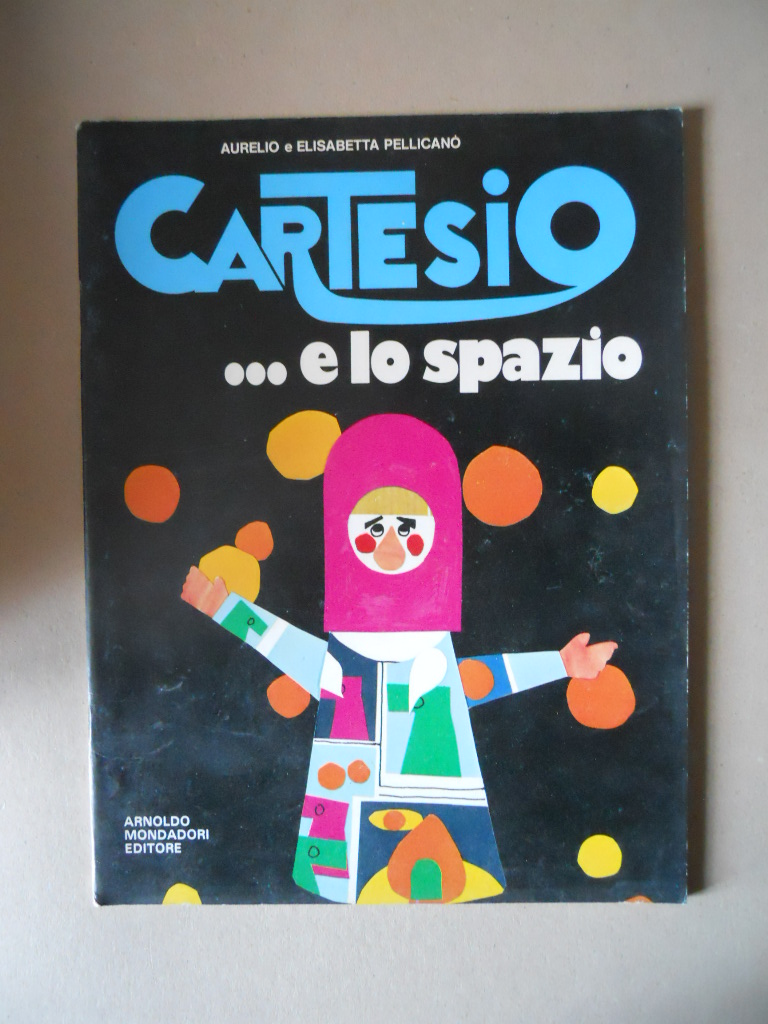 AURELIO e ELISABETTA PELLICANÒ
CARTESiO
... e lo spazio
ARNOLDO
MONDADORI
EDITORE